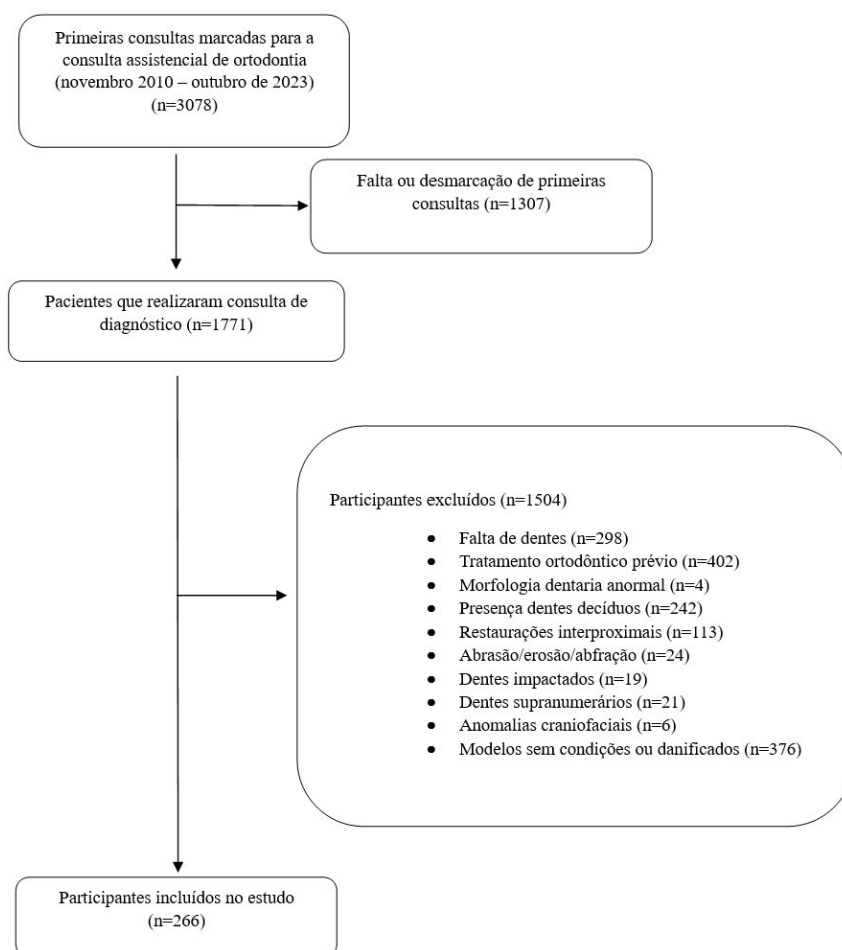 Primeiras consultas marcadas para a
consulta assistencial de ortodontia
(novembro 2010 – outubro de 2023)
(n=3078)
Falta ou desmarcação de primeiras
consultas (n=1307)
Pacientes que realizaram consulta de
diagnóstico (n=1771)
Participantes excluídos (n=1504)
• Falta de dentes (n=298)
• Tratamento ortodôntico prévio (n=402)
• Morfologia dentaria anormal (n=4)
• Presença dentes decíduos (n=242)
• Restaurações interproximais (n=113)
• Abrasão/erosão/abfração (n=24)
• Dentes impactados (n=19)
• Dentes supranumerários (n=21)
• Anomalias craniofaciais (n=6)
• Modelos sem condições ou danificados (n=376)
Participantes incluídos no estudo
(n=266)